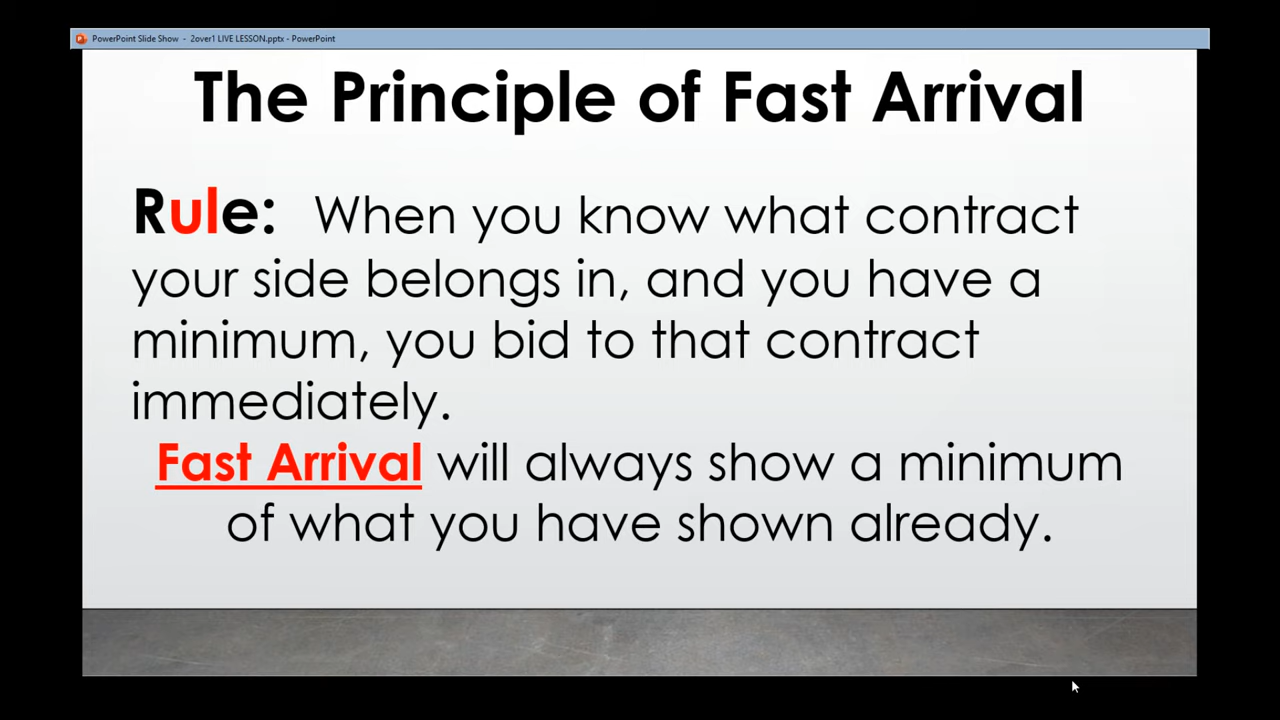 PowerPoint Slide Show - 2over1 LIVE LESSON.pptx - PowerPoint
The Principle of Fast Arrival
Rule: When you know what contract
your side belongs in, and you have a
minimum, you bid to that contract
immediately.
Fast Arrival will always show a minimum
of what you have shown already.